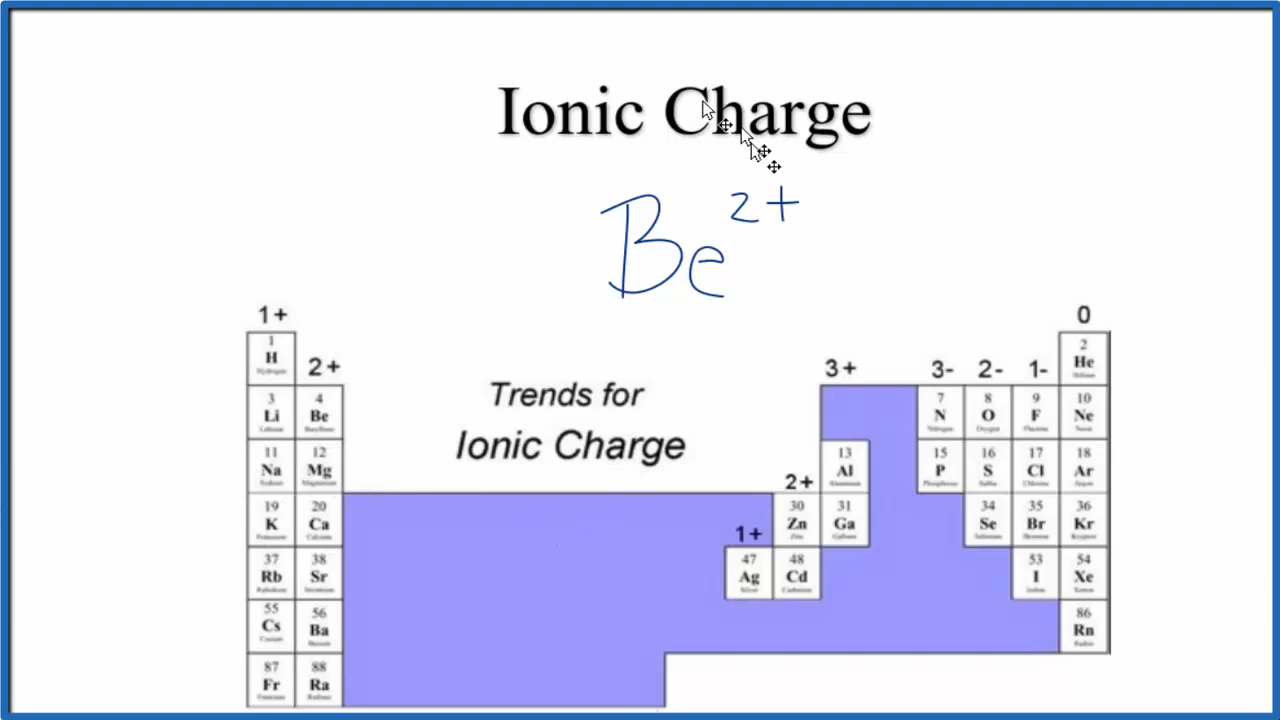 Ionic Charge
Be²⁺
1+ 0
2+ 3+ 3- 2- 1-
Trends for
Ionic Charge
2+
1+
1 H Hydrogen 2 He Helium
3 Li Lithium 4 Be Beryllium 7 N Nitrogen 8 O Oxygen 9 F Fluorine 10 Ne Neon
11 Na Sodium 12 Mg Magnesium 13 Al Aluminum 15 P Phosphorus 16 S Sulfur 17 Cl Chlorine 18 Ar Argon
19 K Potassium 20 Ca Calcium 30 Zn Zinc 31 Ga Gallium 34 Se Selenium 35 Br Bromine 36 Kr Krypton
37 Rb Rubidium 38 Sr Strontium 47 Ag Silver 48 Cd Cadmium 53 I Iodine 54 Xe Xenon
55 Cs Cesium 56 Ba Barium 86 Rn Radon
87 Fr Francium 88 Ra Radium